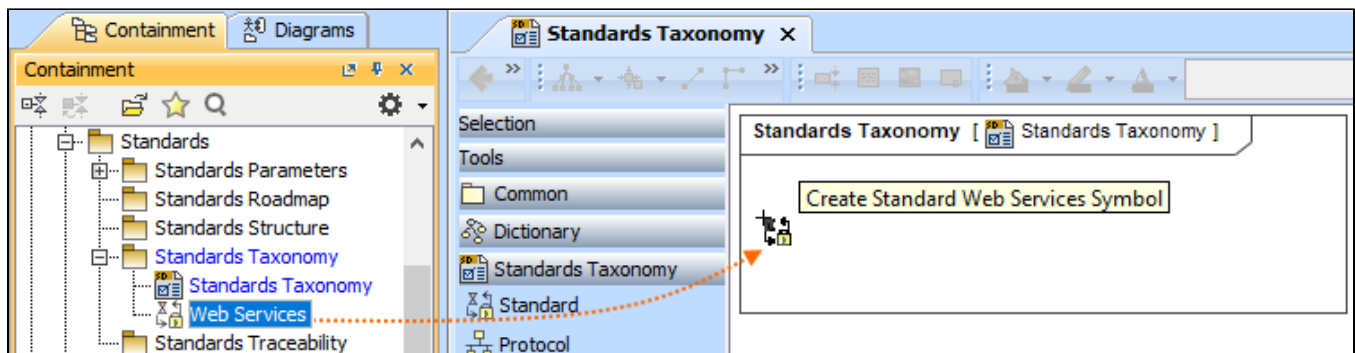 Containment
Diagrams
Containment
Standards
Standards Parameters
Standards Roadmap
Standards Structure
Standards Taxonomy
Standards Taxonomy
Web Services
Standards Traceability
Standards Taxonomy
Selection
Tools
Common
Dictionary
Standards Taxonomy
Standard
Protocol
Standards Taxonomy [ Standards Taxonomy ]
Create Standard Web Services Symbol